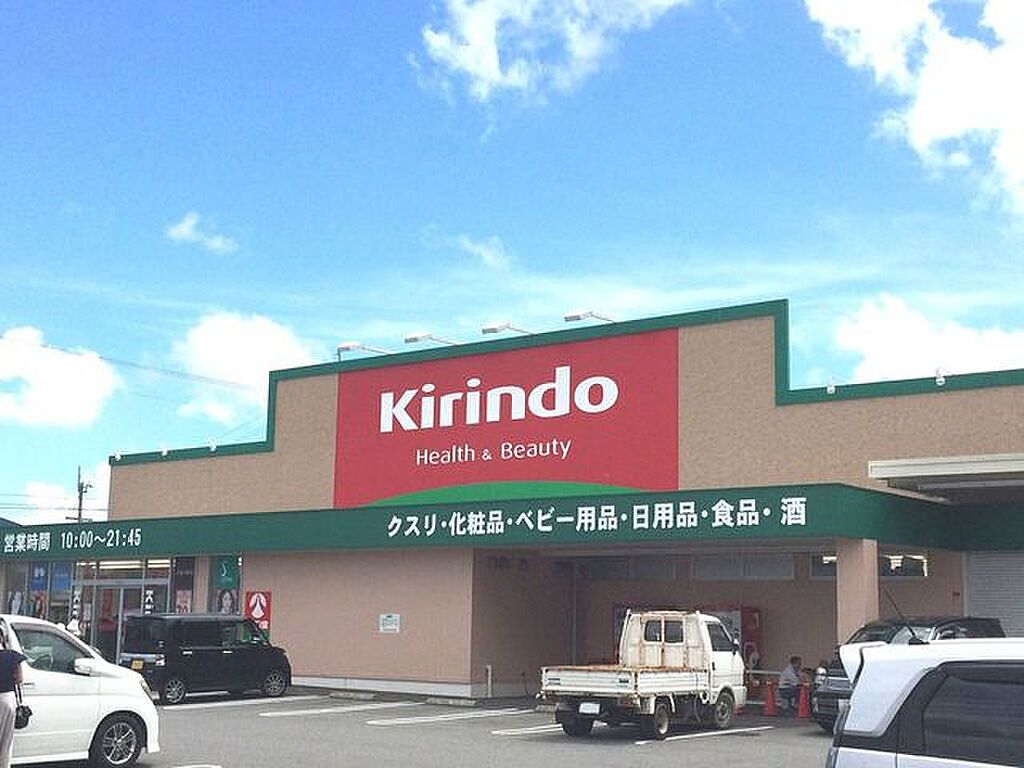 Kirindo
Health & Beauty
クスリ・化粧品・ベビー用品・日用品・食品・酒
営業時間 10:00〜21:45